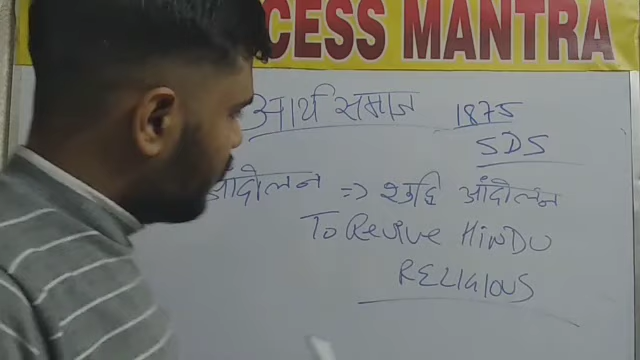 CESS MANTRA
आर्य समाज 1875
SDS
आंदोलन => शुद्धि आंदोलन
To Revive HINDU
RELIGIOUS